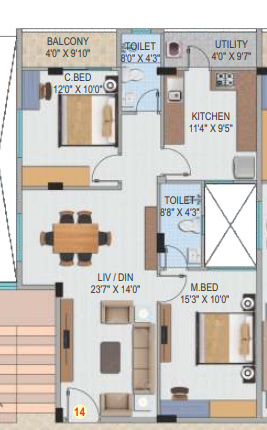 BALCONY
4'0" X 9'10"
TOILET
8'0" X 4'3"
UTILITY
4'0" X 9'7"
C.BED
12'0" X 10'0"
KITCHEN
11'4" X 9'5"
TOILET
8'8" X 4'3"
LIV / DIN
23'7" X 14'0"
M.BED
15'3" X 10'0"
14